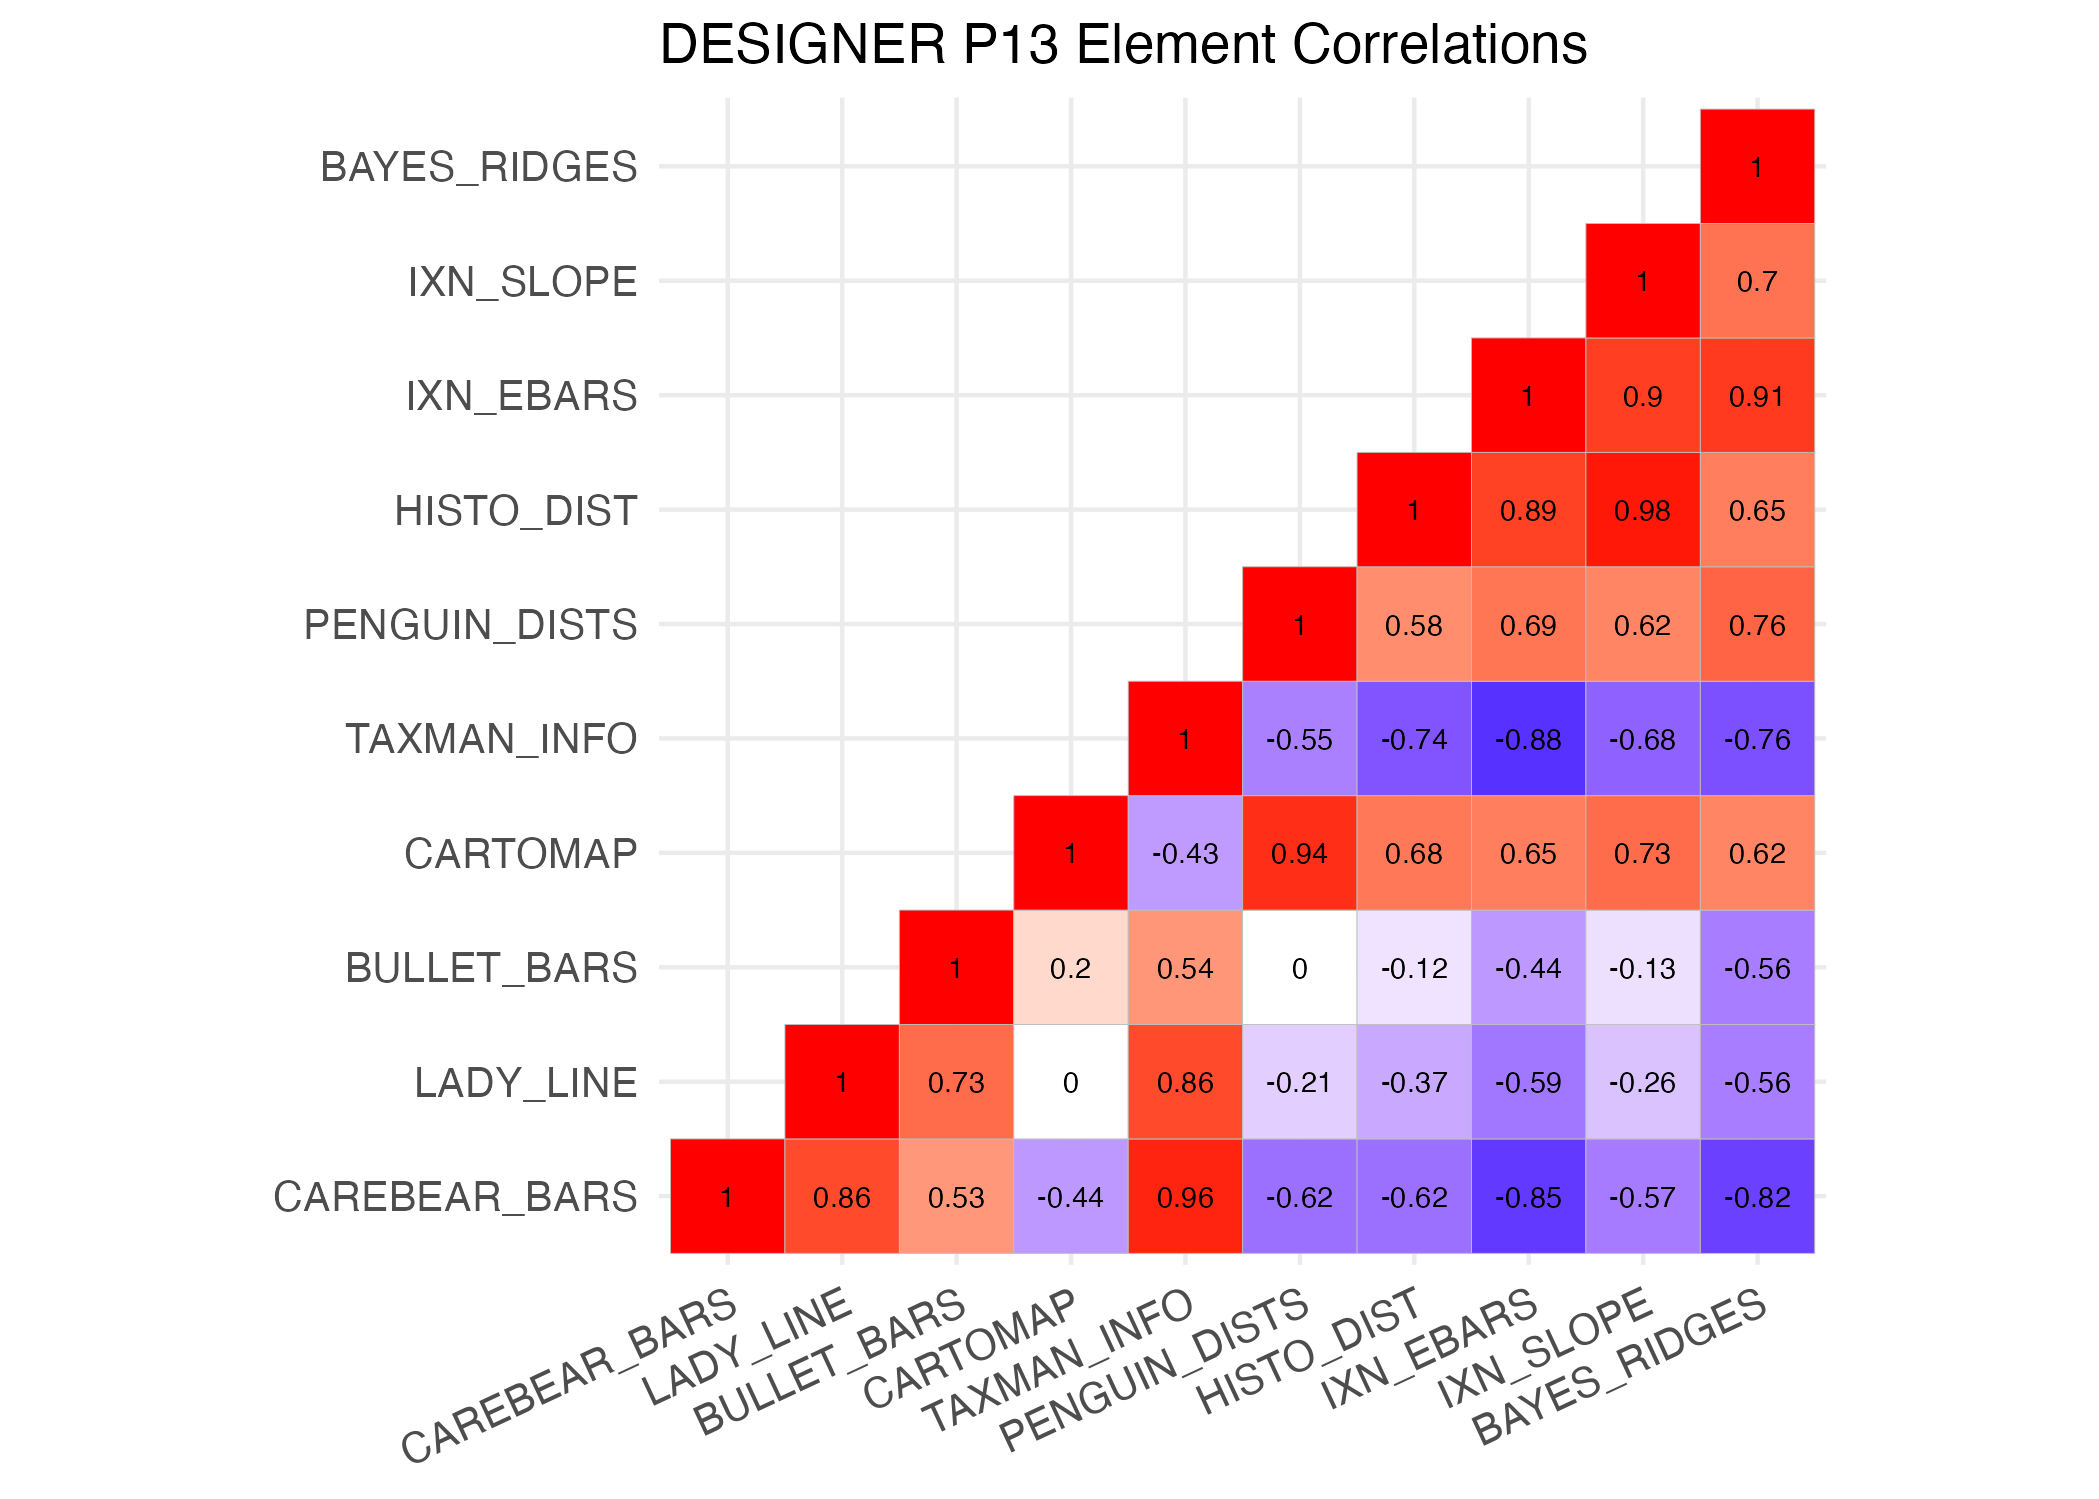 DESIGNER P13 Element Correlations
BAYES_RIDGES 1
IXN_SLOPE 1 0.7
IXN_EBARS 1 0.9 0.91
HISTO_DIST 1 0.89 0.98 0.65
PENGUIN_DISTS 1 0.58 0.69 0.62 0.76
TAXMAN_INFO 1 -0.55 -0.74 -0.88 -0.68 -0.76
CARTOMAP 1 -0.43 0.94 0.68 0.65 0.73 0.62
BULLET_BARS 1 0.2 0.54 0 -0.12 -0.44 -0.13 -0.56
LADY_LINE 1 0.73 0 0.86 -0.21 -0.37 -0.59 -0.26 -0.56
CAREBEAR_BARS 1 0.86 0.53 -0.44 0.96 -0.62 -0.62 -0.85 -0.57 -0.82
CAREBEAR_BARS
LADY_LINE
BULLET_BARS
CARTOMAP
TAXMAN_INFO
PENGUIN_DISTS
HISTO_DIST
IXN_EBARS
IXN_SLOPE
BAYES_RIDGES